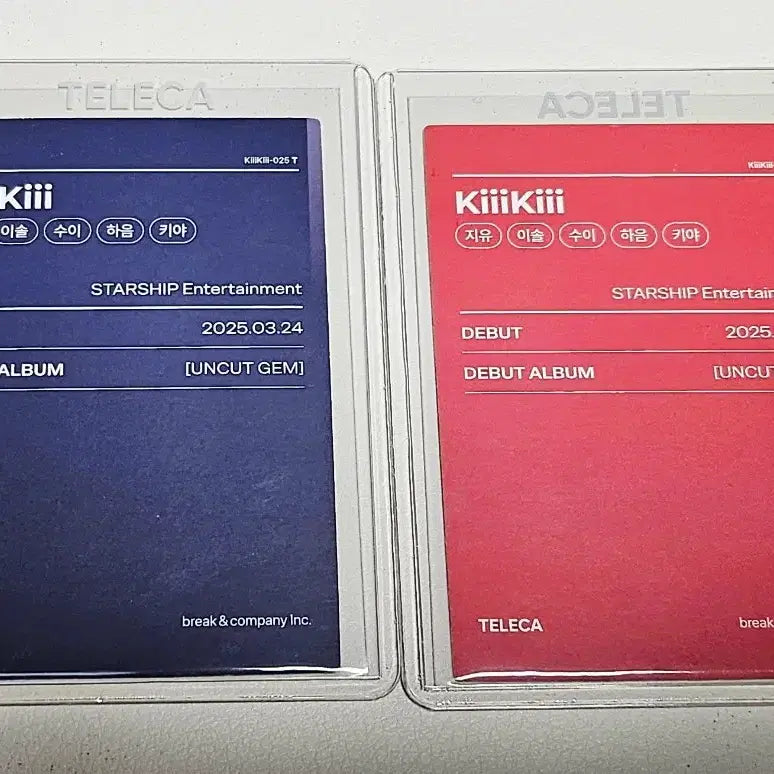 TELECA
KiiiKiii-025 T
Kiii
이솔 수이 하음 키야
STARSHIP Entertainment
2025.03.24
ALBUM [UNCUT GEM]
break & company Inc.
TELECA
KiiiKiii
KiiiKiii
지유 이솔 수이 하음 키야
STARSHIP Entertain
DEBUT 2025.
DEBUT ALBUM [UNCUT
TELECA break